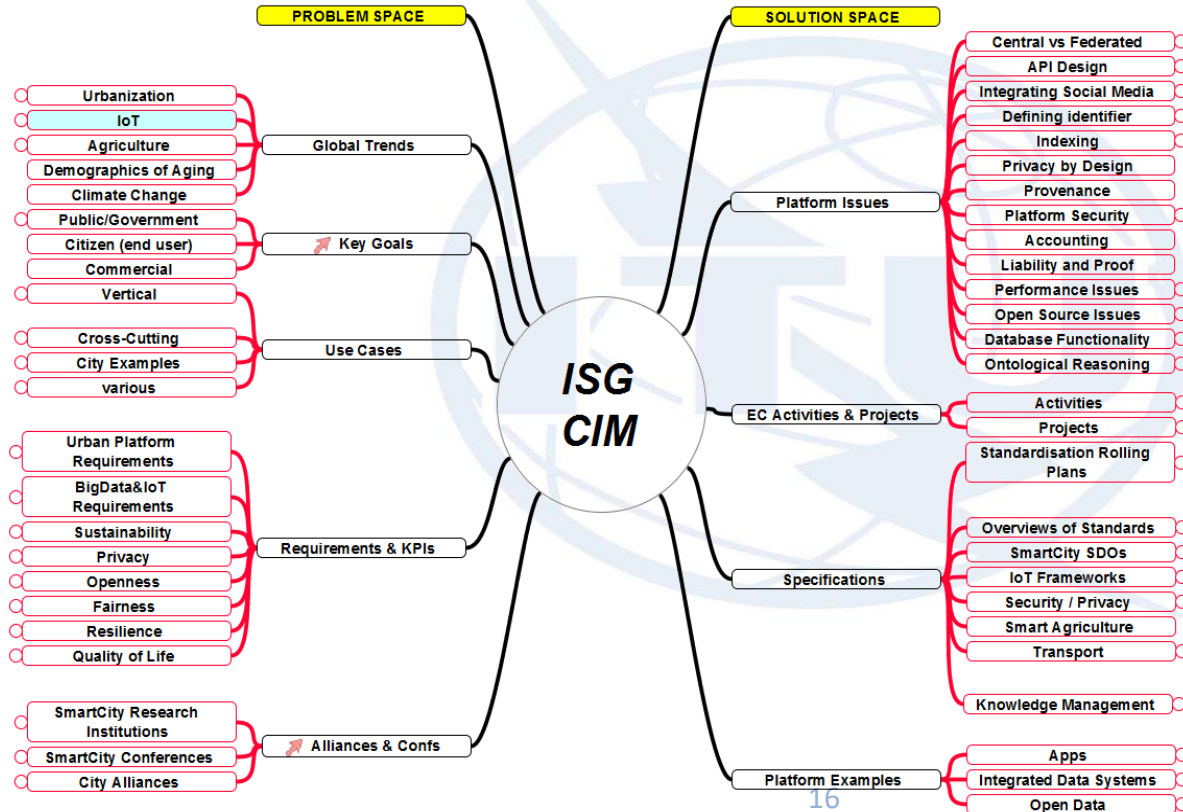 PROBLEM SPACE
Urbanization
IoT
Agriculture
Demographics of Aging
Climate Change
Global Trends
Public/Government
Citizen (end user)
Commercial
Key Goals
Vertical
Cross-Cutting
City Examples
various
Use Cases
Urban Platform
Requirements
BigData&IoT
Requirements
Sustainability
Privacy
Openness
Fairness
Resilience
Quality of Life
Requirements & KPIs
SmartCity Research
Institutions
SmartCity Conferences
City Alliances
Alliances & Confs
ISG
CIM
ITU
SOLUTION SPACE
Platform Issues
Central vs Federated
API Design
Integrating Social Media
Defining identifier
Indexing
Privacy by Design
Provenance
Platform Security
Accounting
Liability and Proof
Performance Issues
Open Source Issues
Database Functionality
Ontological Reasoning
EC Activities & Projects
Activities
Projects
Specifications
Standardisation Rolling
Plans
Overviews of Standards
SmartCity SDOs
IoT Frameworks
Security / Privacy
Smart Agriculture
Transport
Knowledge Management
Platform Examples
Apps
Integrated Data Systems
Open Data
16